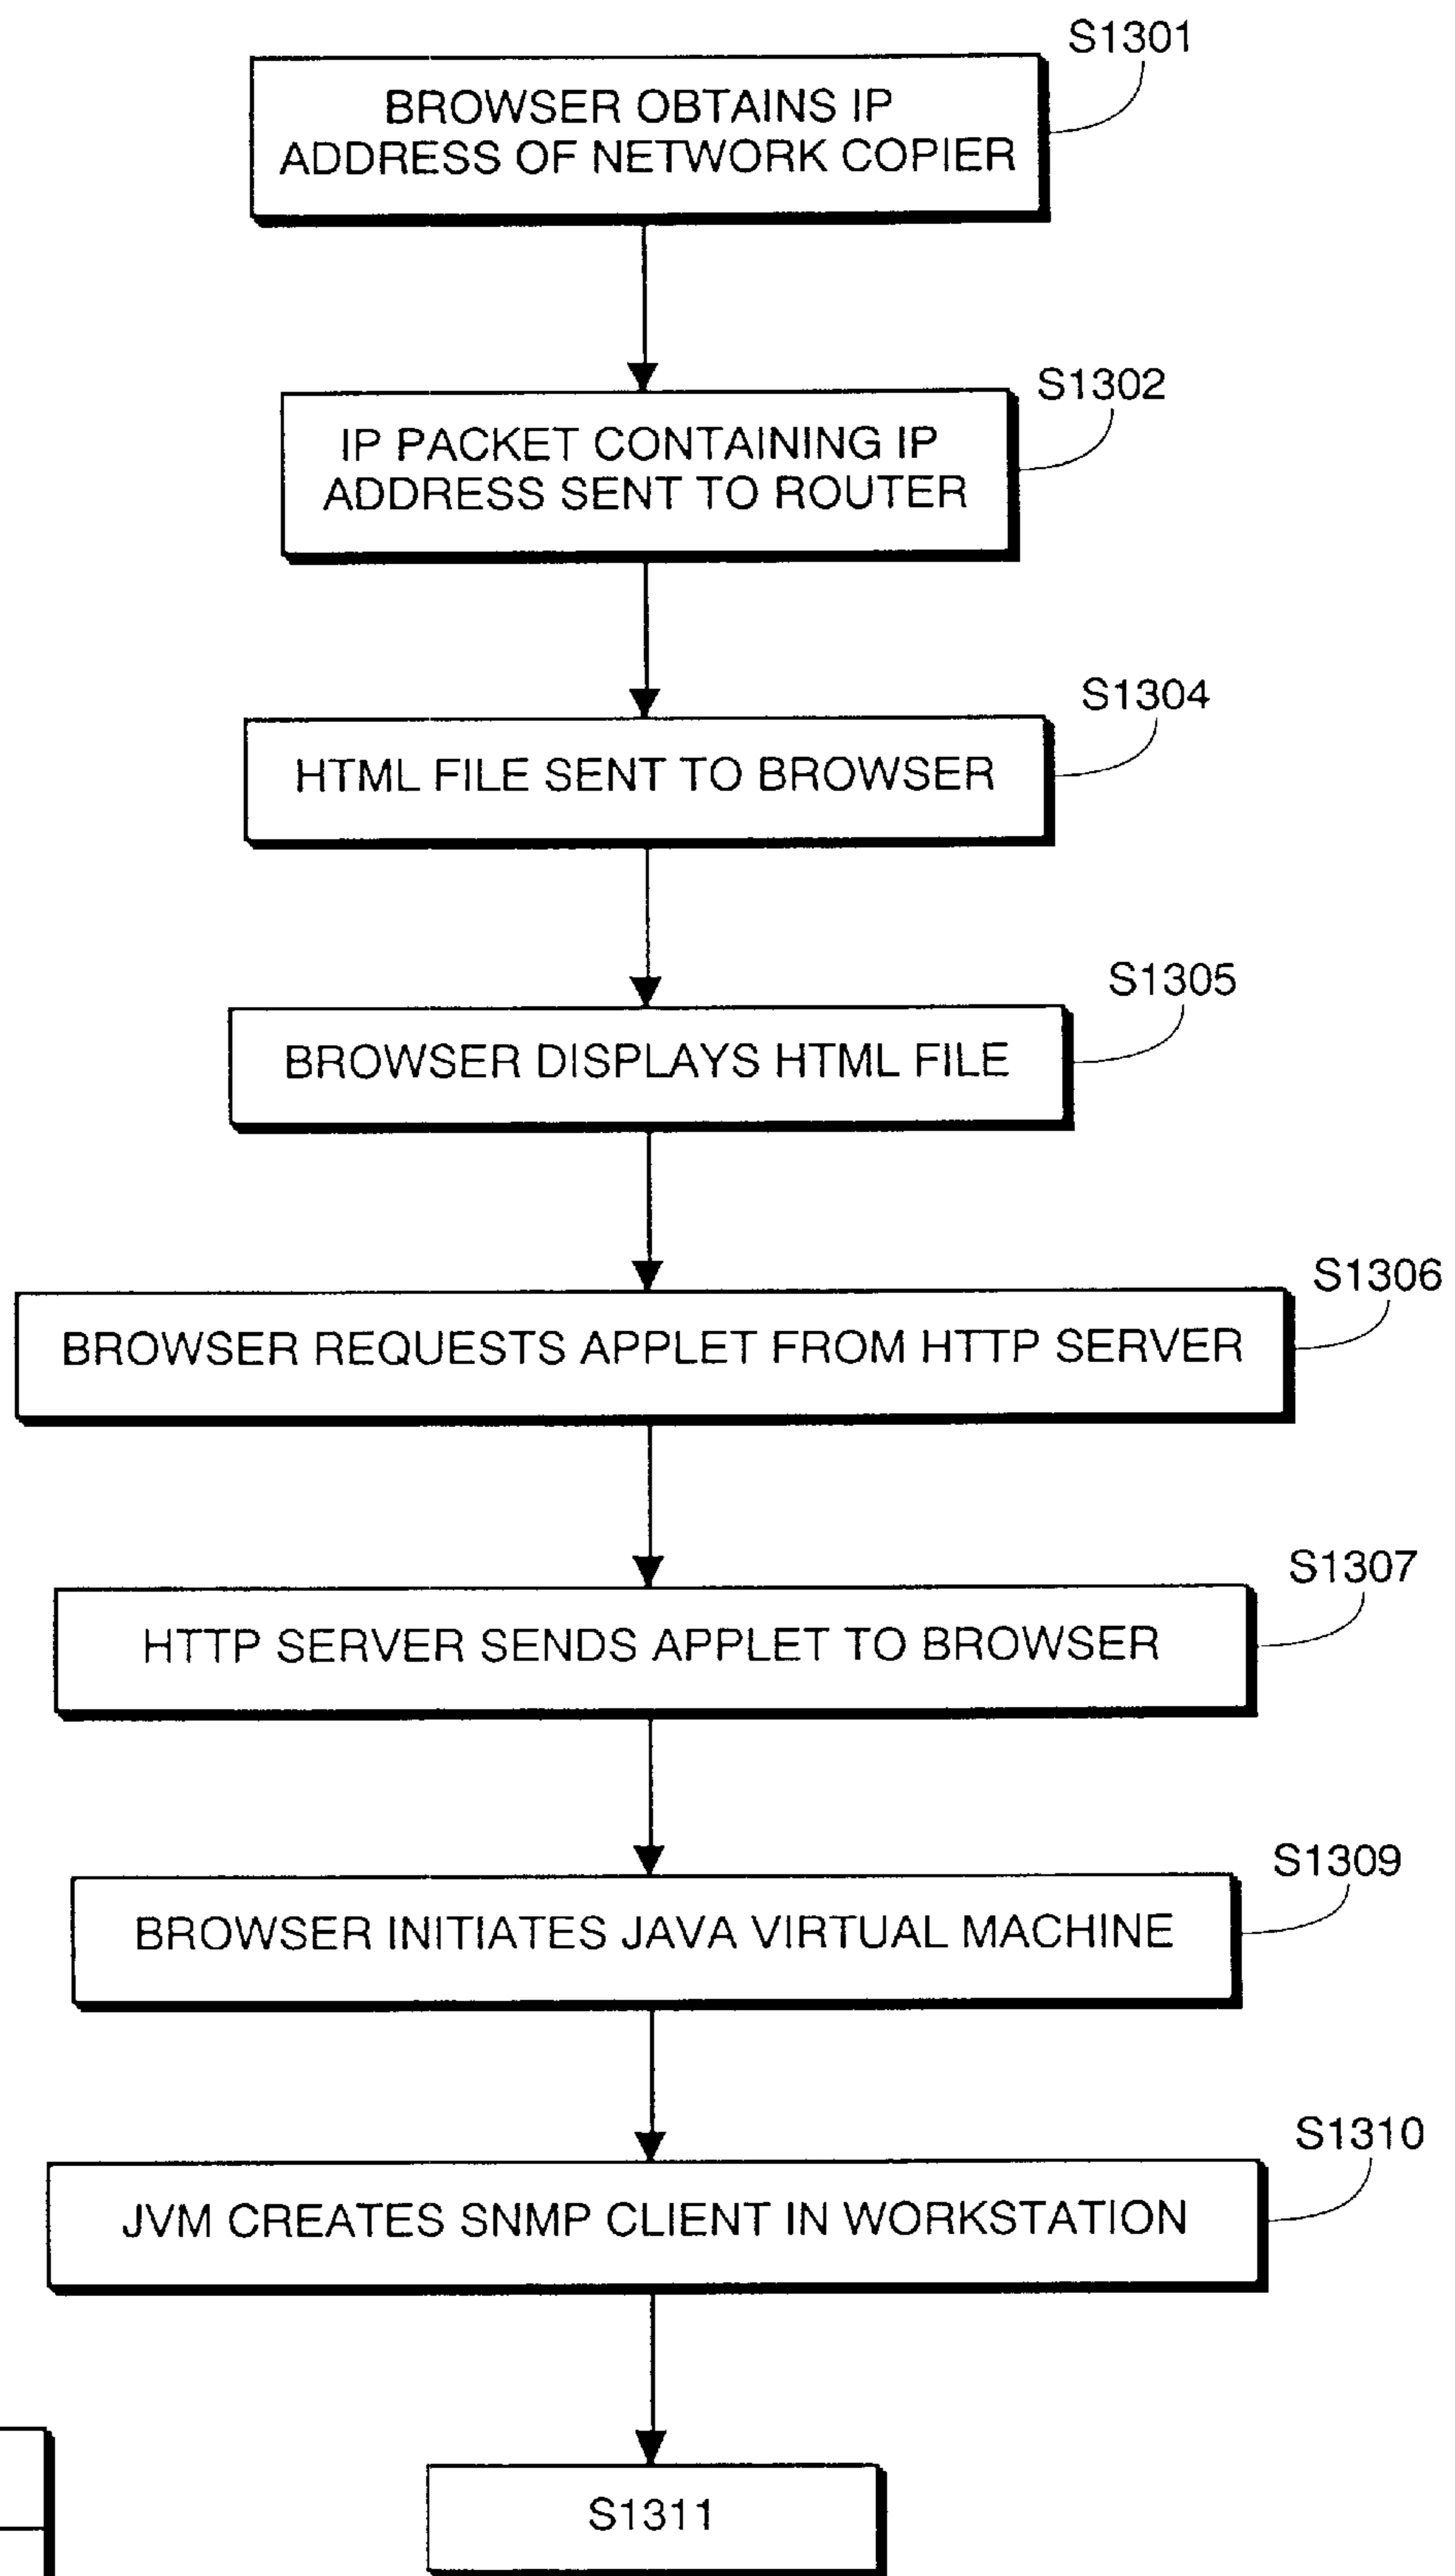 S1301
BROWSER OBTAINS IP
ADDRESS OF NETWORK COPIER
S1302
IP PACKET CONTAINING IP
ADDRESS SENT TO ROUTER
S1304
HTML FILE SENT TO BROWSER
S1305
BROWSER DISPLAYS HTML FILE
S1306
BROWSER REQUESTS APPLET FROM HTTP SERVER
S1307
HTTP SERVER SENDS APPLET TO BROWSER
S1309
BROWSER INITIATES JAVA VIRTUAL MACHINE
S1310
JVM CREATES SNMP CLIENT IN WORKSTATION
S1311